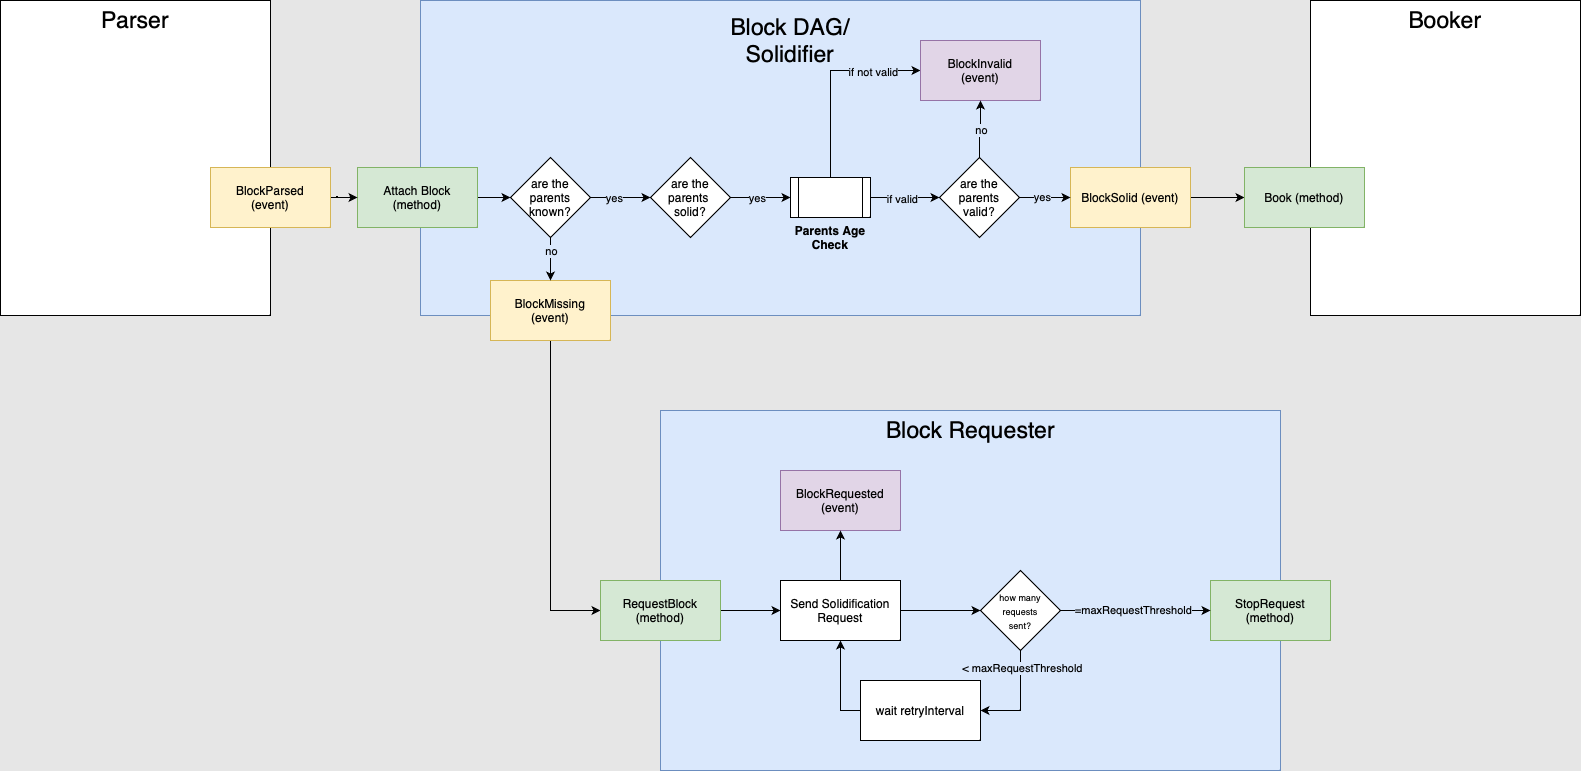 Parser
Block DAG/
Solidifier
Booker
BlockInvalid
(event)
if not valid
no
BlockParsed
(event)
Attach Block
(method)
are the
parents
known?
yes
are the
parents
solid?
yes
if valid
are the
parents
valid?
yes
BlockSolid (event)
Book (method)
Parents Age
Check
no
BlockMissing
(event)
Block Requester
BlockRequested
(event)
RequestBlock
(method)
Send Solidification
Request
how many
requests
sent?
=maxRequestThreshold
StopRequest
(method)
< maxRequestThreshold
wait retryInterval